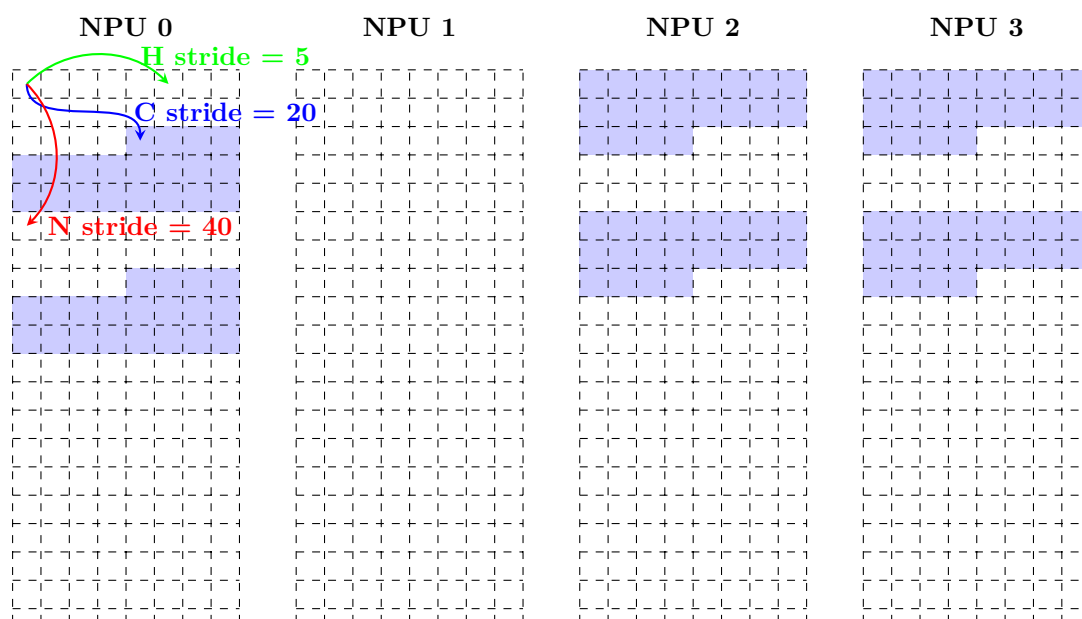 NPU 0
NPU 1
NPU 2
NPU 3
H stride = 5
C stride = 20
N stride = 40